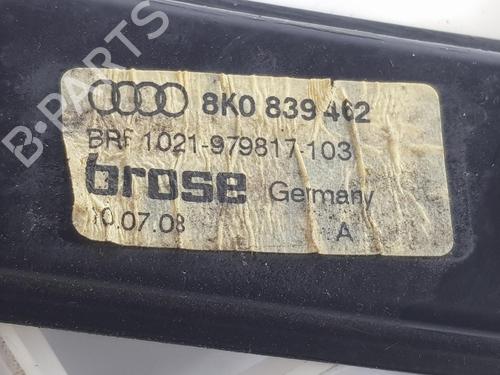 B-PARTS
8K0 839 462
BRF 1021-979817-103
brose Germany
10.07.08 A